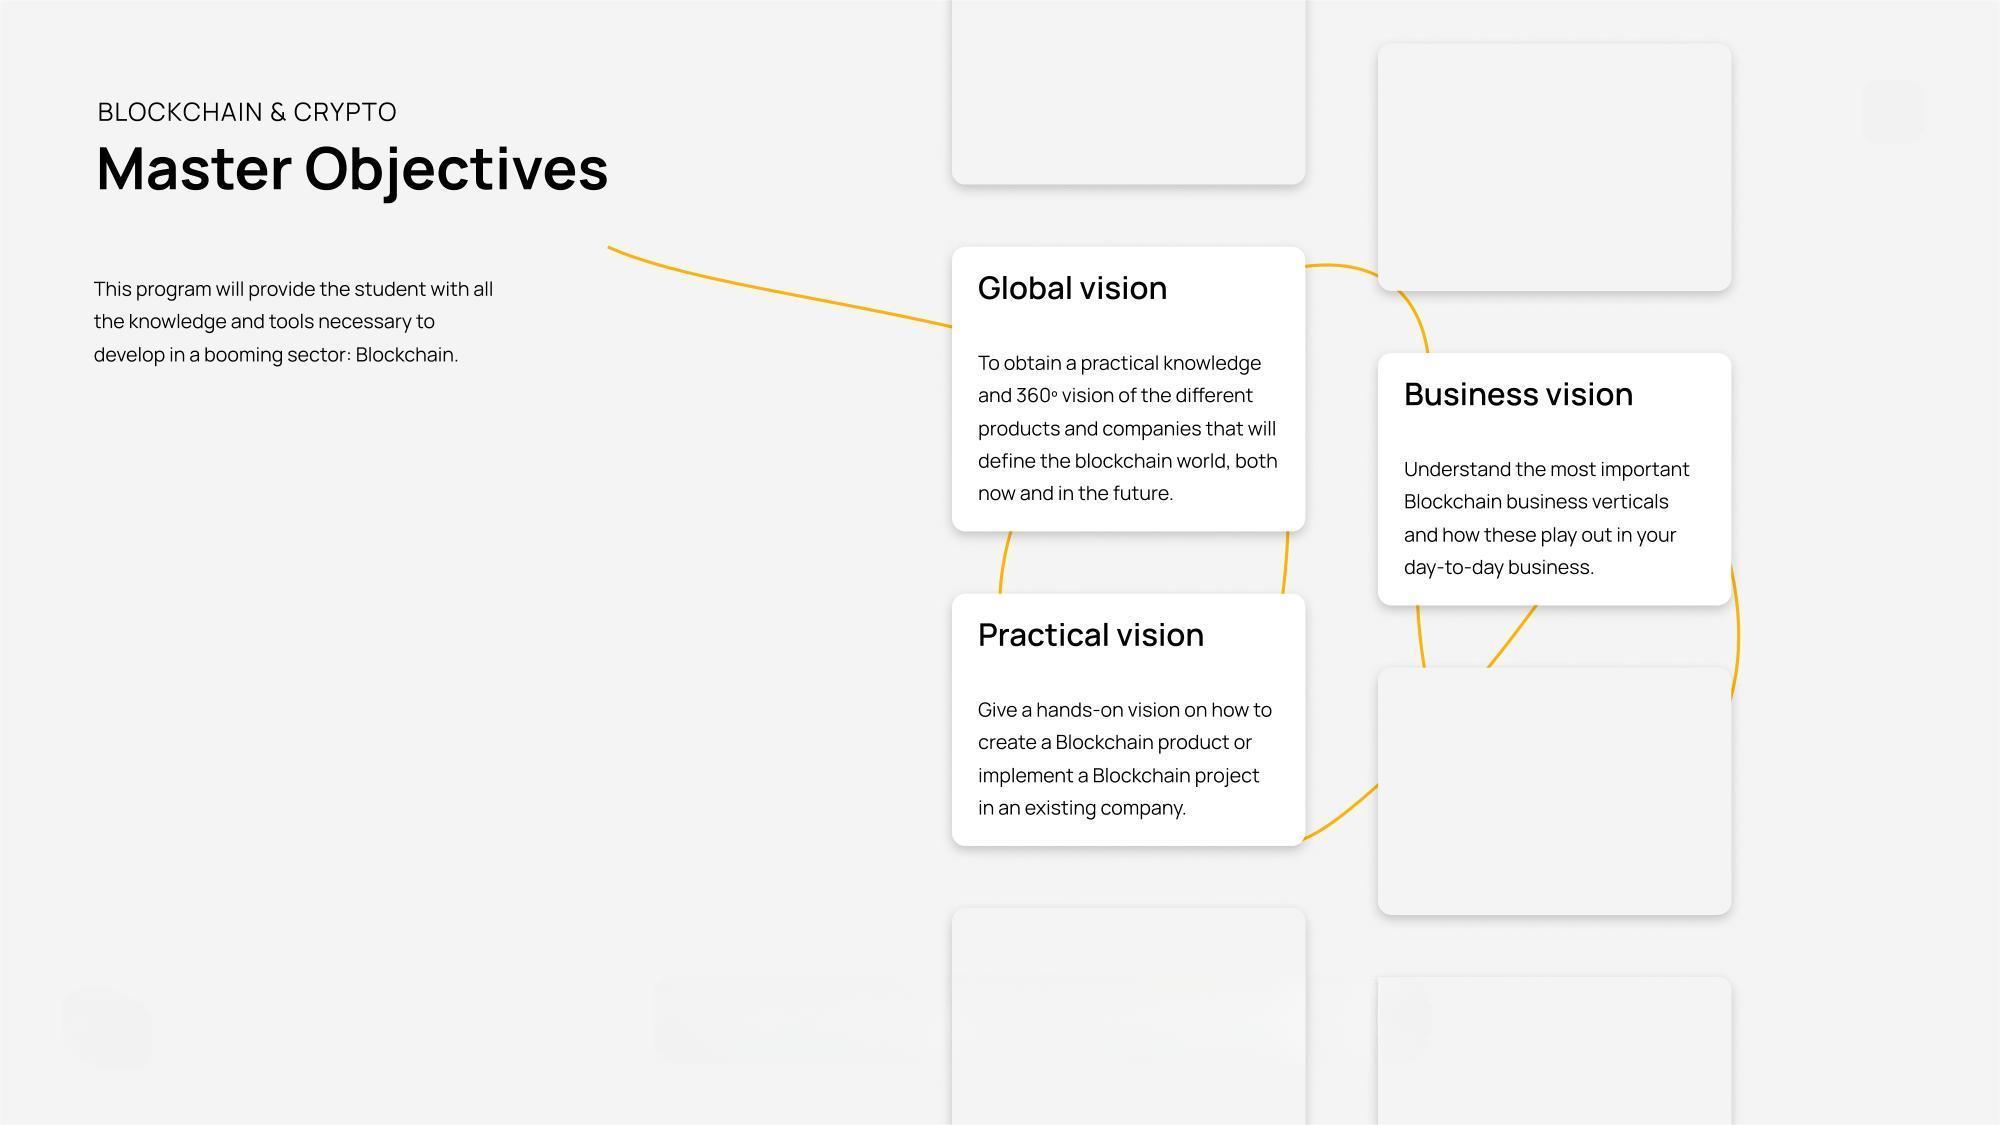 BLOCKCHAIN & CRYPTO
Master Objectives
This program will provide the student with all
the knowledge and tools necessary to
develop in a booming sector: Blockchain.
Global vision
To obtain a practical knowledge
and 360º vision of the different
products and companies that will
define the blockchain world, both
now and in the future.
Business vision
Understand the most important
Blockchain business verticals
and how these play out in your
day-to-day business.
Practical vision
Give a hands-on vision on how to
create a Blockchain product or
implement a Blockchain project
in an existing company.